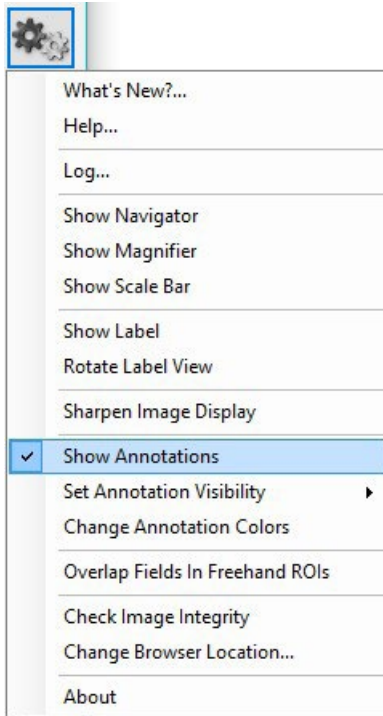 What's New?...
Help...
Log...
Show Navigator
Show Magnifier
Show Scale Bar
Show Label
Rotate Label View
Sharpen Image Display
Show Annotations
Set Annotation Visibility
Change Annotation Colors
Overlap Fields In Freehand ROIs
Check Image Integrity
Change Browser Location...
About